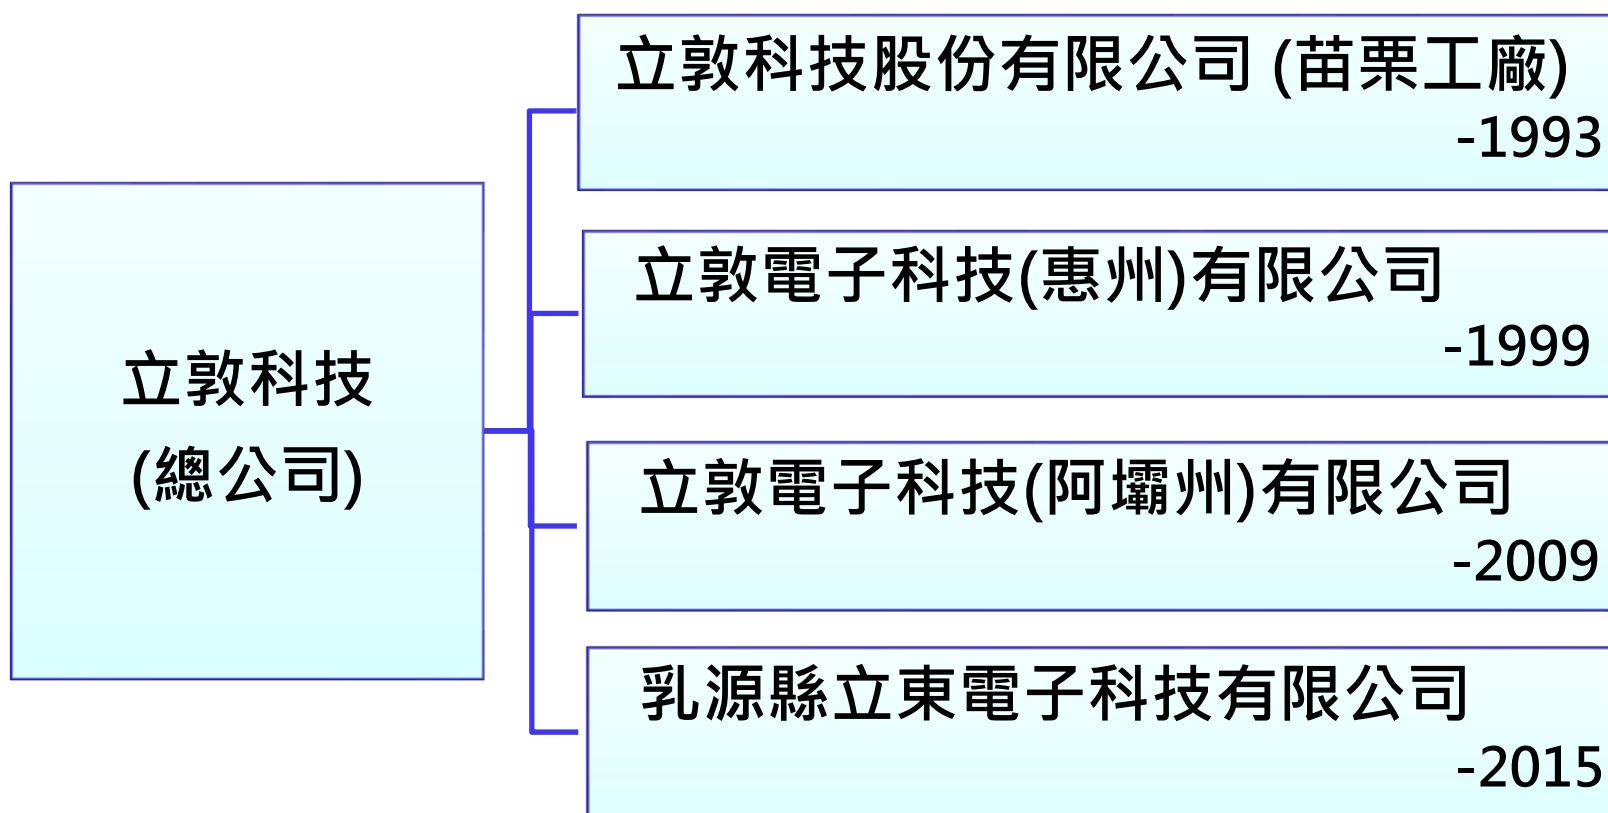 立敦科技
(總公司)
立敦科技股份有限公司 (苗栗工廠)
-1993
立敦電子科技(惠州)有限公司
-1999
立敦電子科技(阿壩州)有限公司
-2009
乳源縣立東電子科技有限公司
-2015